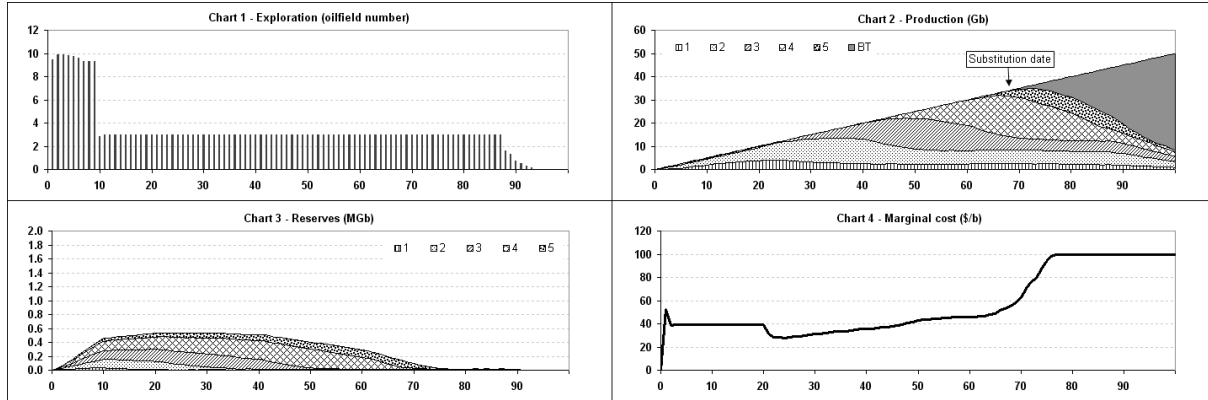 Chart 1 - Exploration (oilfield number)
12
10
8
6
4
2
0
0 10 20 30 40 50 60 70 80 90
Chart 2 - Production (Gb)
60
50
40
30
20
10
0
1 2 3 4 5 BT
Substitution date
0 10 20 30 40 50 60 70 80 90
Chart 3 - Reserves (MGb)
2.0
1.8
1.6
1.4
1.2
1.0
0.8
0.6
0.4
0.2
0.0
1 2 3 4 5
0 10 20 30 40 50 60 70 80 90
Chart 4 - Marginal cost ($/b)
120
100
80
60
40
20
0
0 10 20 30 40 50 60 70 80 90